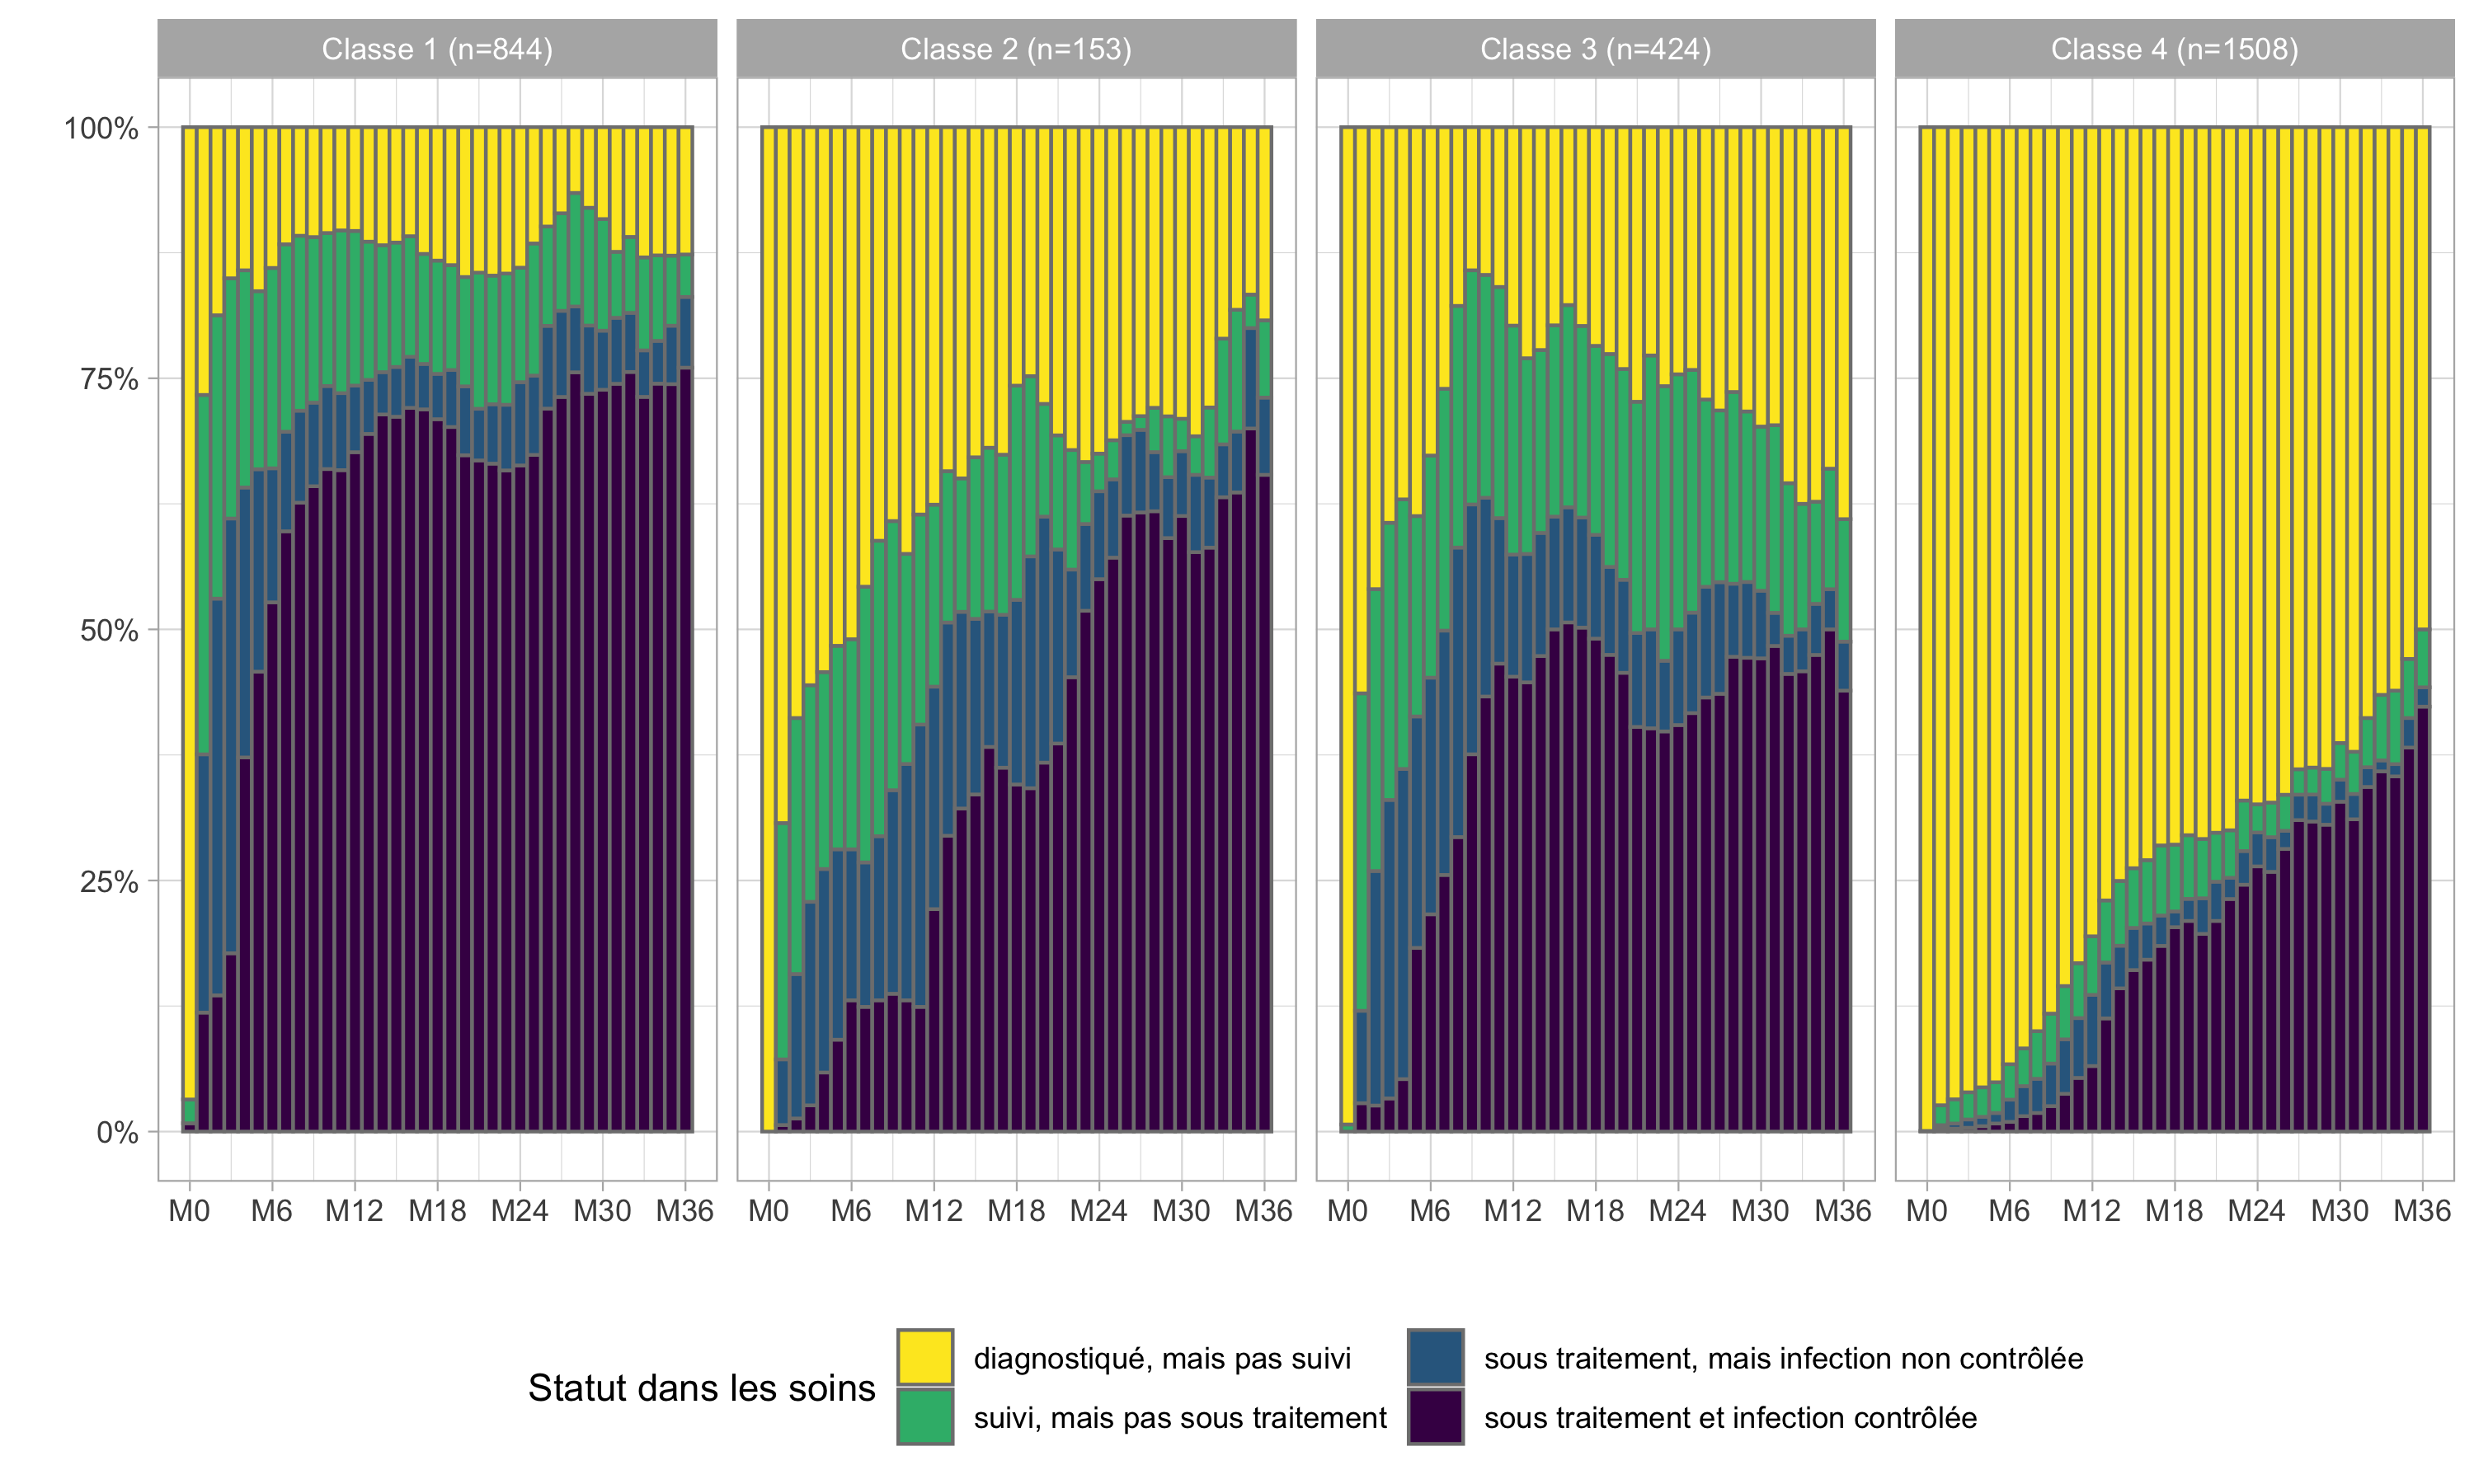 Classe 1 (n=844) Classe 2 (n=153) Classe 3 (n=424) Classe 4 (n=1508)
100%
75%
50%
25%
0%
M0 M6 M12 M18 M24 M30 M36 M0 M6 M12 M18 M24 M30 M36 M0 M6 M12 M18 M24 M30 M36 M0 M6 M12 M18 M24 M30 M36
Statut dans les soins
diagnostiqué, mais pas suivi
suivi, mais pas sous traitement
sous traitement, mais infection non contrôlée
sous traitement et infection contrôlée